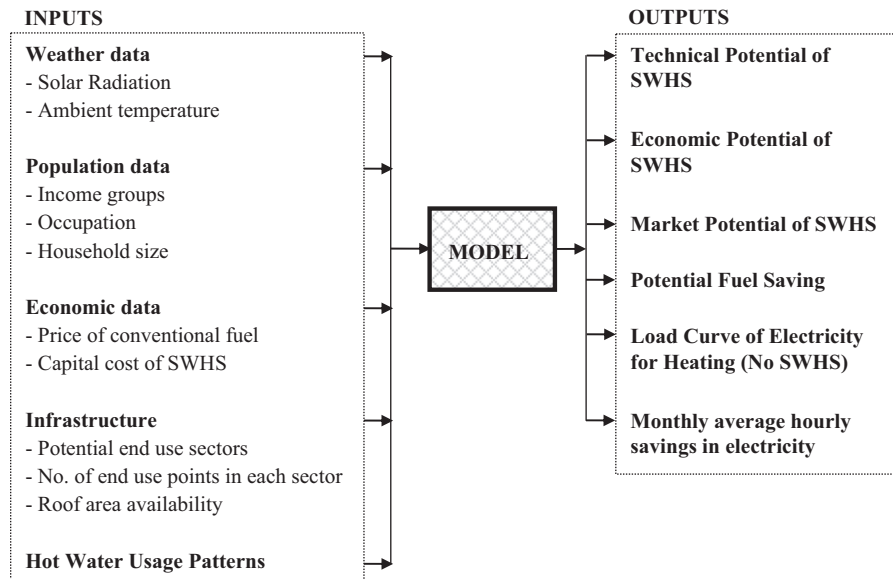 INPUTS
Weather data
- Solar Radiation
- Ambient temperature
Population data
- Income groups
- Occupation
- Household size
Economic data
- Price of conventional fuel
- Capital cost of SWHS
Infrastructure
- Potential end use sectors
- No. of end use points in each sector
- Roof area availability
Hot Water Usage Patterns
MODEL
OUTPUTS
Technical Potential of
SWHS
Economic Potential of
SWHS
Market Potential of SWHS
Potential Fuel Saving
Load Curve of Electricity
for Heating (No SWHS)
Monthly average hourly
savings in electricity